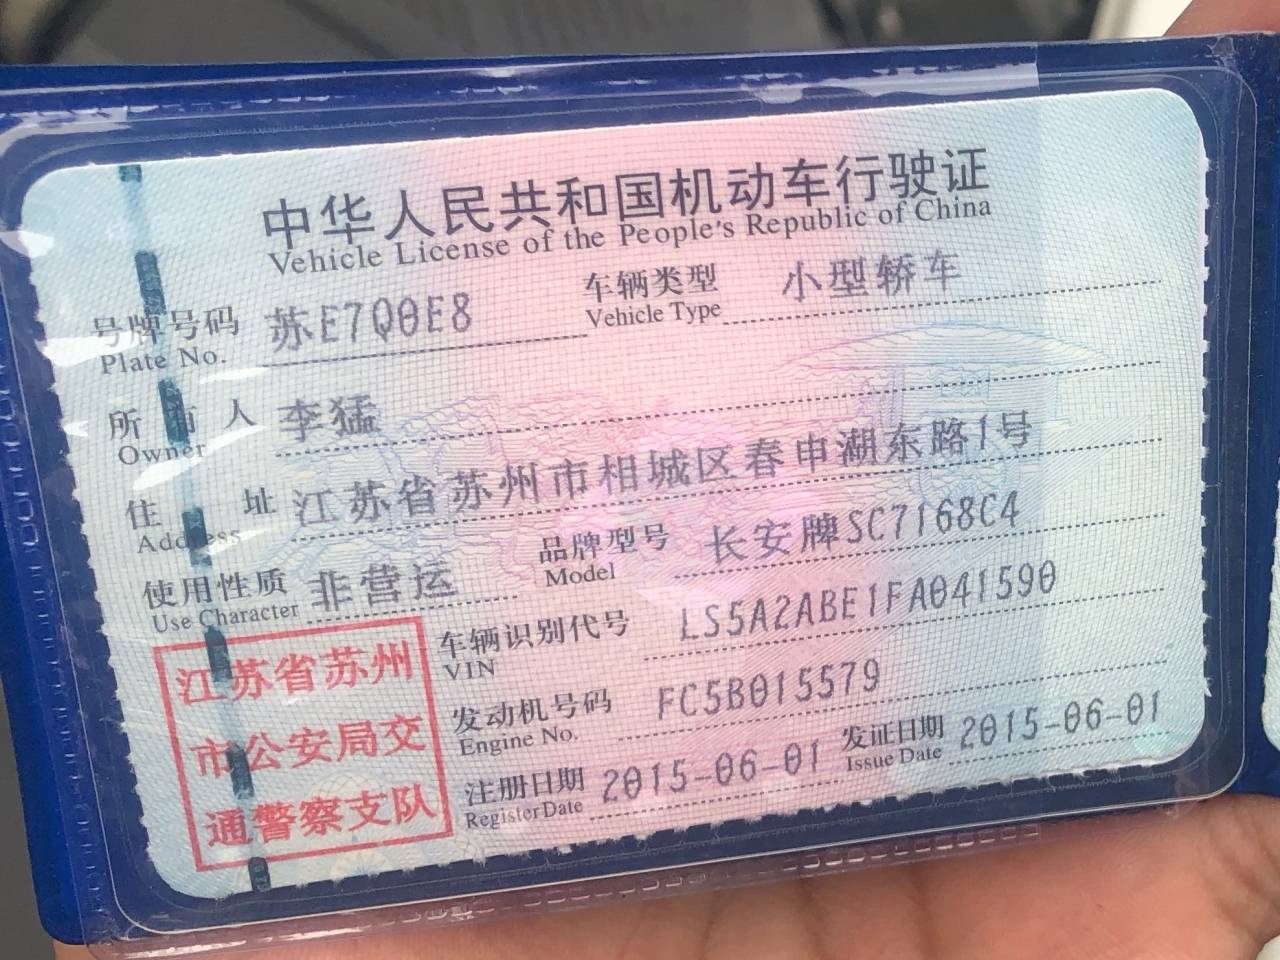 中华人民共和国机动车行驶证
Vehicle License of the People's Republic of China
号牌号码 苏E7Q0E8 车辆类型 小型轿车
Plate No. Vehicle Type
所有人 李猛
Owner
住址 江苏省苏州市相城区春申湖东路1号
Address
使用性质 非营运 品牌型号 长安牌SC7168C4
Use Character Model
江苏省苏州
市公安局交
通警察支队
车辆识别代号 LS5A2ABE1FA041590
VIN
发动机号码 FC5B015579
Engine No.
注册日期 2015-06-01 发证日期 2015-06-01
Register Date Issue Date